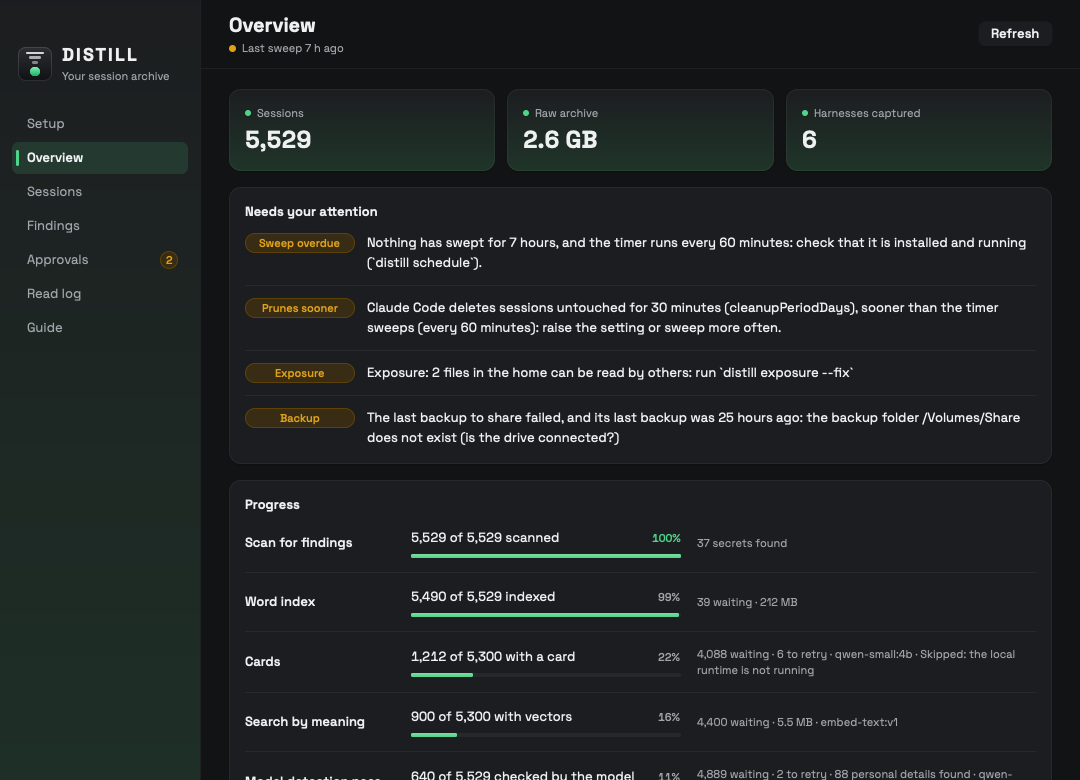 DISTILL
Your session archive
Setup
Overview
Sessions
Findings
Approvals
2
Read log
Guide
Overview
Last sweep 7 h ago
Refresh
Sessions
5,529
Raw archive
2.6 GB
Harnesses captured
6
Needs your attention
Sweep overdue
Nothing has swept for 7 hours, and the timer runs every 60 minutes: check that it is installed and running
(`distill schedule`).
Prunes sooner
Claude Code deletes sessions untouched for 30 minutes (cleanupPeriodDays), sooner than the timer
sweeps (every 60 minutes): raise the setting or sweep more often.
Exposure
Exposure: 2 files in the home can be read by others: run `distill exposure --fix`
Backup
The last backup to share failed, and its last backup was 25 hours ago: the backup folder /Volumes/Share
does not exist (is the drive connected?)
Progress
Scan for findings
5,529 of 5,529 scanned
100%
37 secrets found
Word index
5,490 of 5,529 indexed
99%
39 waiting · 212 MB
Cards
1,212 of 5,300 with a card
22%
4,088 waiting · 6 to retry · qwen-small:4b · Skipped: the local
runtime is not running
Search by meaning
900 of 5,300 with vectors
16%
4,400 waiting · 5.5 MB · embed-text:v1
Model detection pass
640 of 5,529 checked by the model
11%
4,889 waiting · 2 to retry · 88 personal details found · qwen-